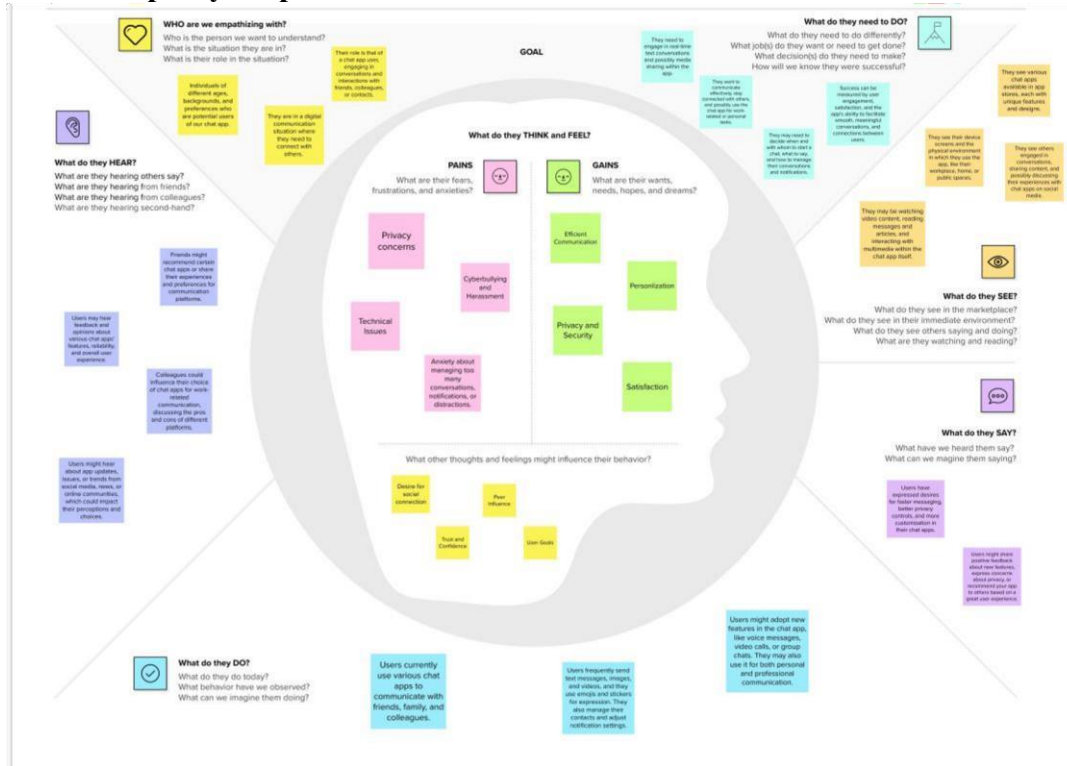 WHO are we empathizing with?
Who is the person we want to understand?
What is the situation they are in?
What is their role in the situation?
Individuals of
different ages,
backgrounds, and
preferences who
are potential users
of our chat app.
They are in a digital
communication
situation where
they need to
connect with
others.
Their role is that of
a chat app user,
engaging in
conversations and
interactions with
friends, colleagues,
or contacts.
GOAL
What do they need to DO?
What do they need to do differently?
What job(s) do they want or need to get done?
What decision(s) do they need to make?
How will we know they were successful?
They need to
engage in real-time
text conversations
and possibly media
sharing within the
app.
They want to
communicate
effectively, stay
connected with others,
and possibly use the
chat app for work-
related or personal
tasks.
They may need to
decide when and
with whom to start a
chat, what to say,
and how to manage
their conversations
and notifications.
Success can be
measured by user
engagement,
satisfaction, and the
app's ability to facilitate
smooth, meaningful
conversations, and
connections between
users.
They see various
chat apps
available in app
stores, each with
unique features
and designs.
They see their device
screens and the
physical environment
in which they use the
app, like their
workplace, home, or
public spaces.
They see others
engaged in
conversations,
sharing content, and
possibly discussing
their experiences with
chat apps on social
media.
They may be watching
video content, reading
messages and
articles, and
interacting with
multimedia within the
chat app itself.
What do they SEE?
What do they see in the marketplace?
What do they see in their immediate environment?
What do they see others saying and doing?
What are they watching and reading?
What do they HEAR?
What are they hearing others say?
What are they hearing from friends?
What are they hearing from colleagues?
What are they hearing second-hand?
Friends might
recommend certain
chat apps or share
their experiences
and preferences for
communication
platforms.
Users may hear
feedback and
opinions about
various chat apps'
features, reliability,
and overall user
experience.
Colleagues could
influence their choice
of chat apps for work-
related
communication,
discussing the pros
and cons of different
platforms.
Users might hear
about app updates,
issues, or trends from
social media, news, or
online communities,
which could impact
their perceptions and
choices.
What do they THINK and FEEL?
PAINS
What are their fears,
frustrations, and anxieties?
Privacy
concerns
Cyberbullying
and
Harassment
Technical
Issues
Anxiety about
managing too
many
conversations,
notifications, or
distractions.
GAINS
What are their wants,
needs, hopes, and dreams?
Efficient
Communication
Personlization
Privacy and
Security
Satisfaction
What other thoughts and feelings might influence their behavior?
Desire for
social
connection
Peer
Influence
Trust and
Confidence
User Goals
What do they SAY?
What have we heard them say?
What can we magine them saying?
Users have
expressed desires
for faster messaging,
better privacy
controls, and more
customization in
their chat apps.
Users might share
positive feedback
about new features,
express concerns
about privacy, or
recommend your app
to others based on a
great user experience.
What do they DO?
What do they do today?
What behavior have we observed?
What can we imagine them doing?
Users currently
use various chat
apps to
communicate with
friends, family, and
colleagues.
Users frequently send
text messages, images,
and videos, and they
use emojis and stickers
for expression. They
also manage their
contacts and adjust
notification settings.
Users might adopt new
features in the chat app,
like voice messages,
video calls, or group
chats. They may also
use it for both personal
and professional
communication.